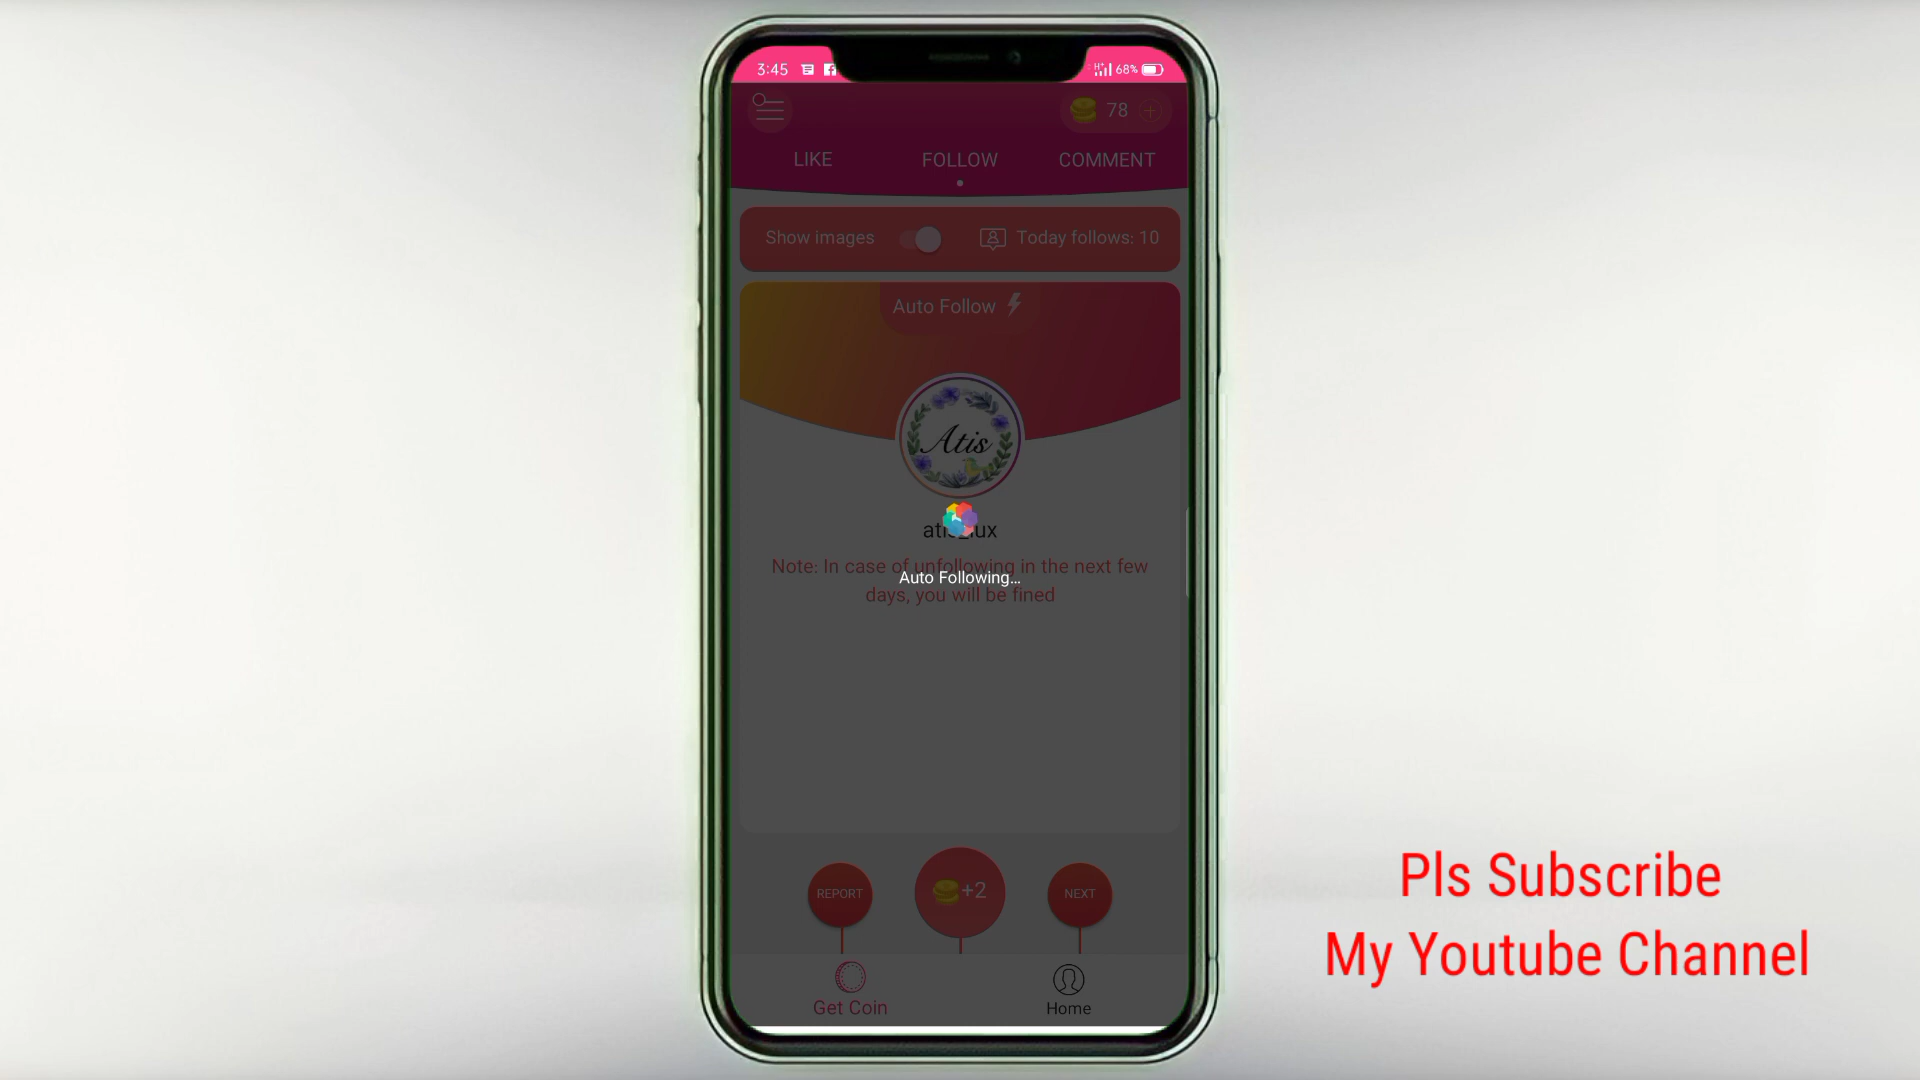 3:45
68%
78
LIKE FOLLOW COMMENT
Show images Today follows: 10
Auto Follow
Atis
Note: In case of unfollowing in the next few
Auto Following...
days, you will be fined
REPORT +2 NEXT
Get Coin Home
Pls Subscribe
My Youtube Channel